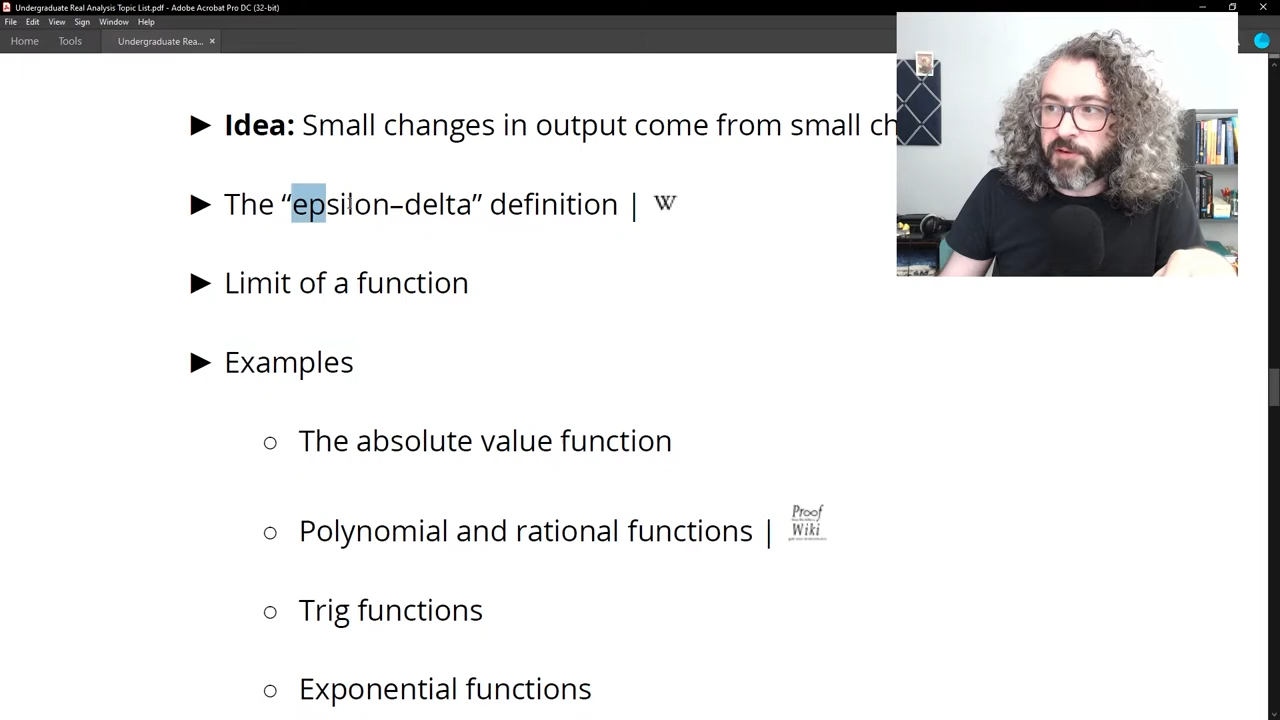 Undergraduate Real Analysis Topic List.pdf - Adobe Acrobat Pro DC (32-bit)
File Edit View Sign Window Help
Home Tools Undergraduate Rea... ×
► Idea: Small changes in output come from small ch
► The “epsilon–delta” definition | W
► Limit of a function
► Examples
○ The absolute value function
○ Polynomial and rational functions | Proof Wiki
○ Trig functions
○ Exponential functions